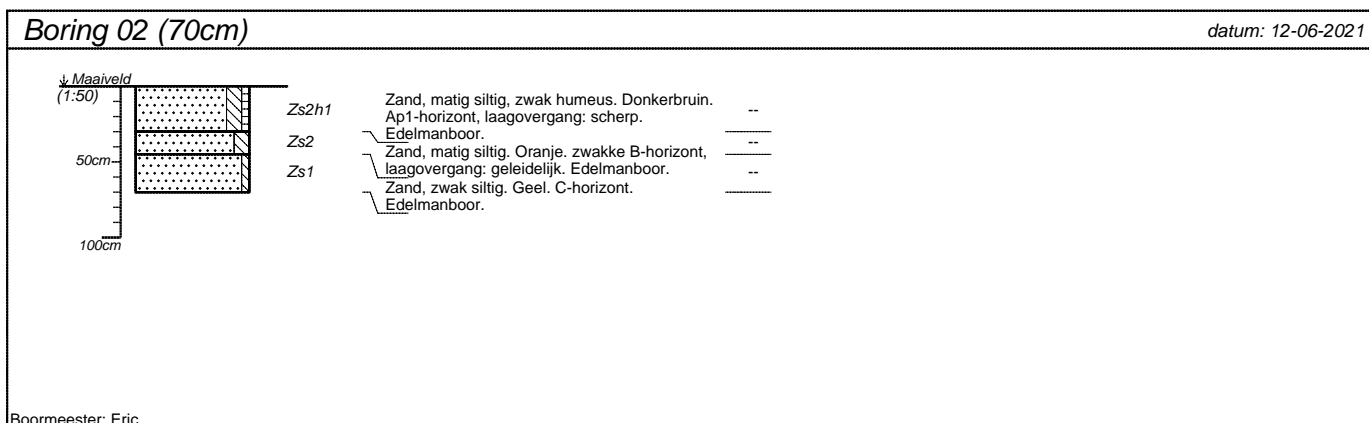 Boring 02 (70cm)
datum: 12-06-2021
Maaiveld
(1:50)
50cm
100cm
Zs2h1
Zs2
Zs1
Zand, matig siltig, zwak humeus. Donkerbruin.
Ap1-horizont, laagovergang: scherp.
Edelmanboor.
--
Zand, matig siltig. Oranje. zwakke B-horizont,
laagovergang: geleidelijk. Edelmanboor.
--
Zand, zwak siltig. Geel. C-horizont.
Edelmanboor.
--
Boormeester: Eric